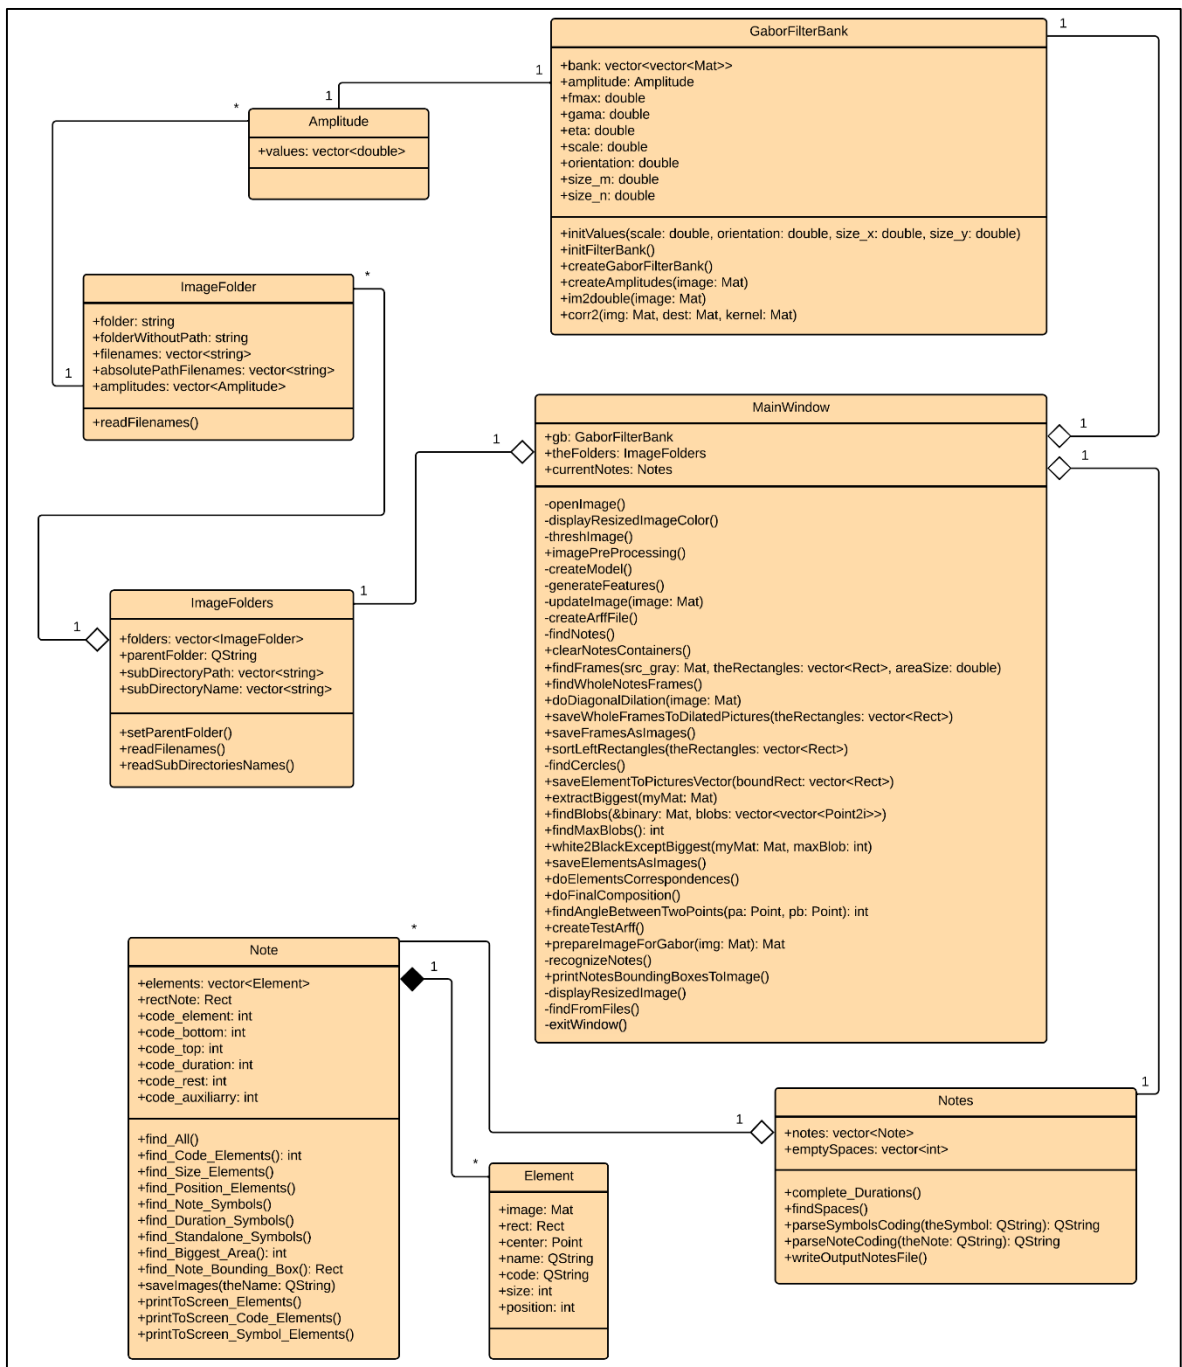 GaborFilterBank
+bank: vector<vector<Mat>>
+amplitude: Amplitude
+fmax: double
+gama: double
+eta: double
+scale: double
+orientation: double
+size_m: double
+size_n: double
+initValues(scale: double, orientation: double, size_x: double, size_y: double)
+initFilterBank()
+createGaborFilterBank()
+createAmplitudes(image: Mat)
+im2double(image: Mat)
+corr2(img: Mat, dest: Mat, kernel: Mat)
1
1
1
*
Amplitude
+values: vector<double>
ImageFolder
+folder: string
+folderWithoutPath: string
+filenames: vector<string>
+absolutePathFilenames: vector<string>
+amplitudes: vector<Amplitude>
+readFilenames()
*
1
MainWindow
+gb: GaborFilterBank
+theFolders: ImageFolders
+currentNotes: Notes
-openImage()
-displayResizedImageColor()
-threshImage()
+imagePreProcessing()
-createModel()
-generateFeatures()
-updateImage(image: Mat)
-createArffFile()
-findNotes()
+clearNotesContainers()
+findFrames(src_gray: Mat, theRectangles: vector<Rect>, areaSize: double)
+findWholeNotesFrames()
+doDiagonalDilation(image: Mat)
+saveWholeFramesToDilatedPictures(theRectangles: vector<Rect>)
+saveFramesAsImages()
+sortLeftRectangles(theRectangles: vector<Rect>)
-findCercles()
+saveElementToPicturesVector(boundRect: vector<Rect>)
+extractBiggest(myMat: Mat)
+findBlobs(&binary: Mat, blobs: vector<vector<Point2i>>)
+findMaxBlobs(): int
+white2BlackExceptBiggest(myMat: Mat, maxBlob: int)
+saveElementsAsImages()
+doElementsCorrespondences()
+doFinalComposition()
+findAngleBetweenTwoPoints(pa: Point, pb: Point): int
+createTestArff()
+prepareImageForGabor(img: Mat): Mat
-recognizeNotes()
+printNotesBoundingBoxesToImage()
-displayResizedImage()
-findFromFiles()
-exitWindow()
1
1
1
ImageFolders
+folders: vector<ImageFolder>
+parentFolder: QString
+subDirectoryPath: vector<string>
+subDirectoryName: vector<string>
+setParentFolder()
+readFilenames()
+readSubDirectoriesNames()
1
1
Note
+elements: vector<Element>
+rectNote: Rect
+code_element: int
+code_bottom: int
+code_top: int
+code_duration: int
+code_rest: int
+code_auxiliarry: int
+find_All()
+find_Code_Elements(): int
+find_Size_Elements()
+find_Position_Elements()
+find_Note_Symbols()
+find_Duration_Symbols()
+find_Standalone_Symbols()
+find_Biggest_Area(): int
+find_Note_Bounding_Box(): Rect
+saveImages(theName: QString)
+printToScreen_Elements()
+printToScreen_Code_Elements()
+printToScreen_Symbol_Elements()
*
1
*
Element
+image: Mat
+rect: Rect
+center: Point
+name: QString
+code: QString
+size: int
+position: int
1
1
Notes
+notes: vector<Note>
+emptySpaces: vector<int>
+complete_Durations()
+findSpaces()
+parseSymbolsCoding(theSymbol: QString): QString
+parseNoteCoding(theNote: QString): QString
+writeOutputNotesFile()